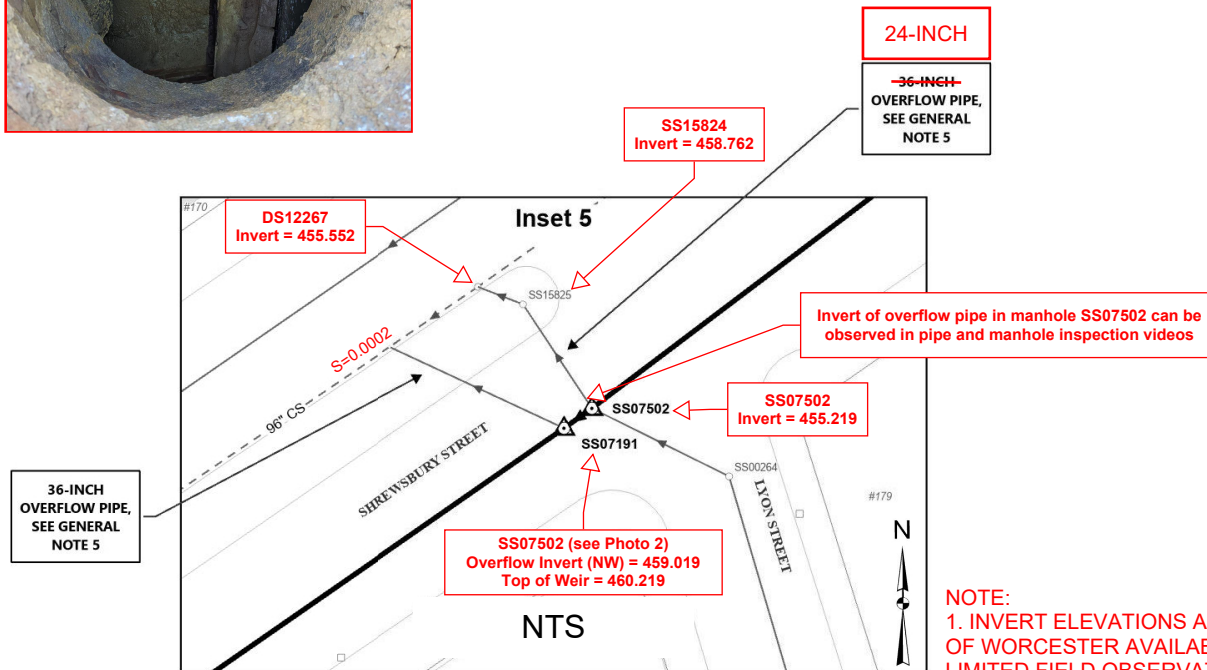 24-INCH
36-INCH
OVERFLOW PIPE,
SEE GENERAL
NOTE 5
SS15824
Invert = 458.762
#170
DS12267
Invert = 455.552
Inset 5
SS15825
Invert of overflow pipe in manhole SS07502 can be
observed in pipe and manhole inspection videos
S=0.0002
96" CS
SS07502
SS07502
Invert = 455.219
SS07191
SHREWSBURY STREET
SS00264
LYON STREET
#179
36-INCH
OVERFLOW PIPE,
SEE GENERAL
NOTE 5
SS07502 (see Photo 2)
Overflow Invert (NW) = 459.019
Top of Weir = 460.219
N
NTS
NOTE:
1. INVERT ELEVATIONS A
OF WORCESTER AVAILAB
LIMITED FIELD OBSERVAT